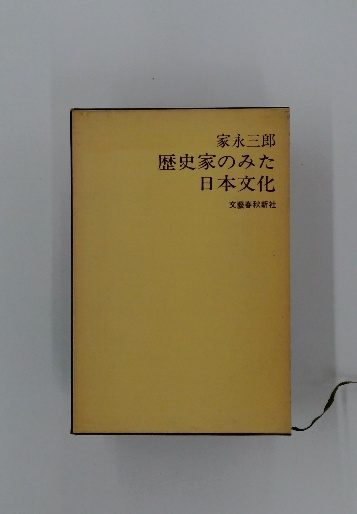 家永三郎
歴史家のみた
日本文化
文藝春秋新社